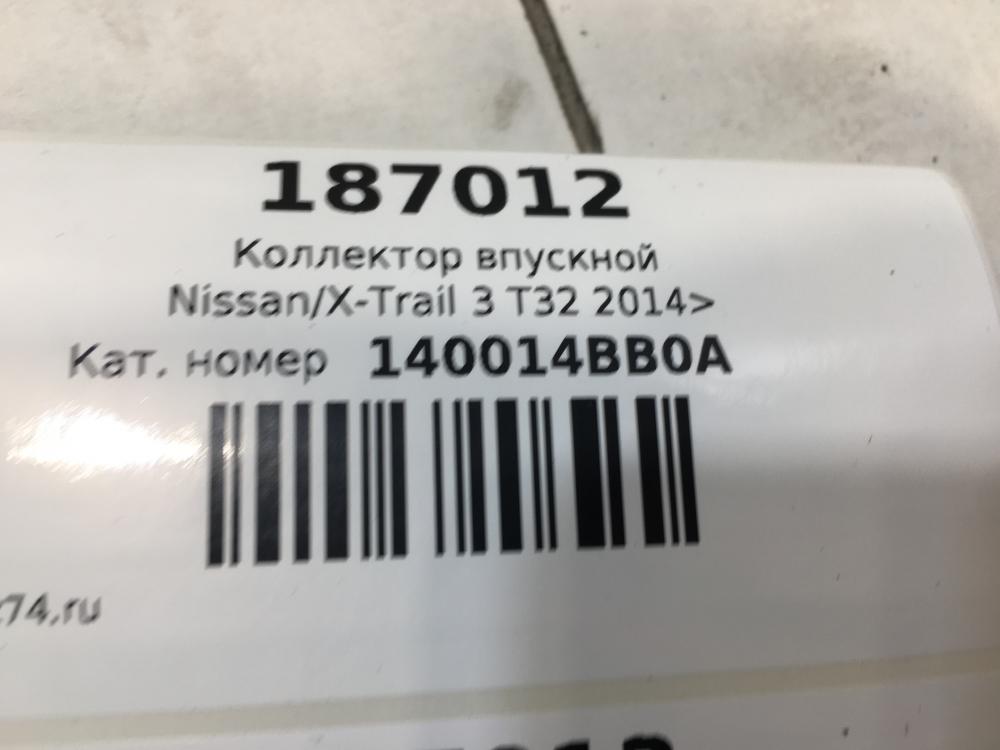 187012
Коллектор впускной
Nissan/X-Trail 3 T32 2014>
Кат. номер 140014BB0A
74.ru